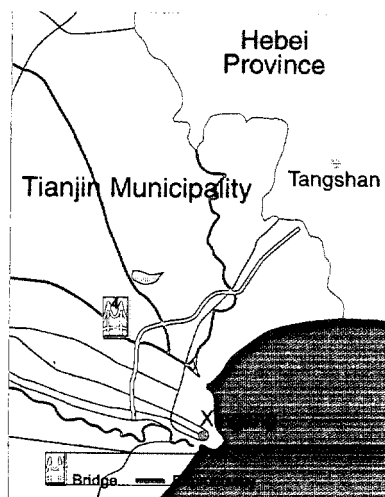 Hebei
Province
Tianjin Municipality
Tangshan
X
Bridge